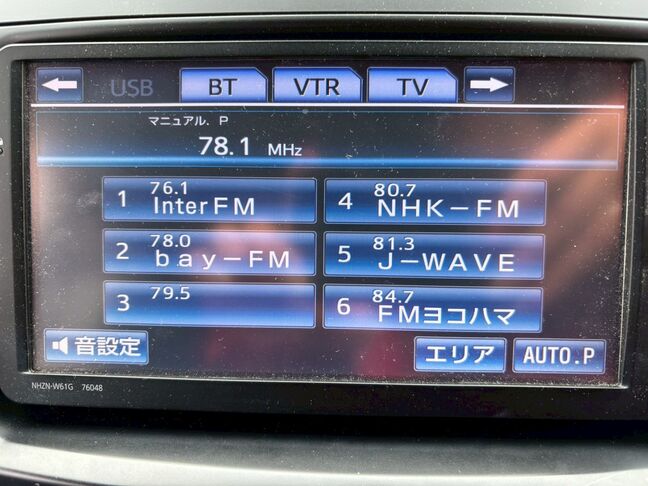 USB BT VTR TV
マニュアル. P
78.1 MHz
1 76.1 InterFM
2 78.0 bay-FM
3 79.5
4 80.7 NHK-FM
5 81.3 J-WAVE
6 84.7 FMヨコハマ
音設定 エリア AUTO.P
NHZN-W61G 76048